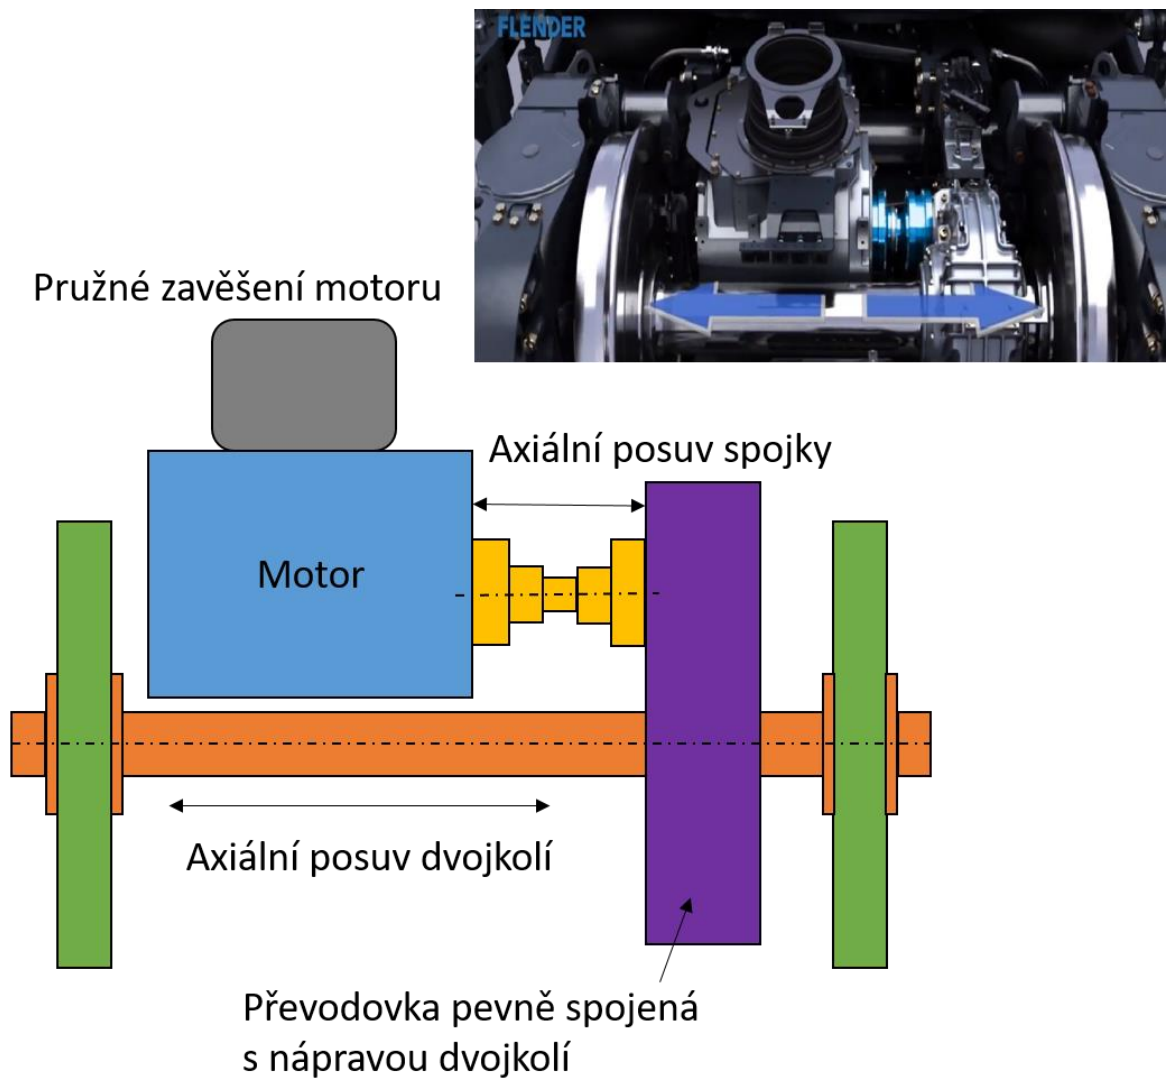 FLENDER
Pružné zavěšení motoru
Axiální posuv spojky
Motor
Axiální posuv dvojkolí
Převodovka pevně spojená
s nápravou dvojkolí